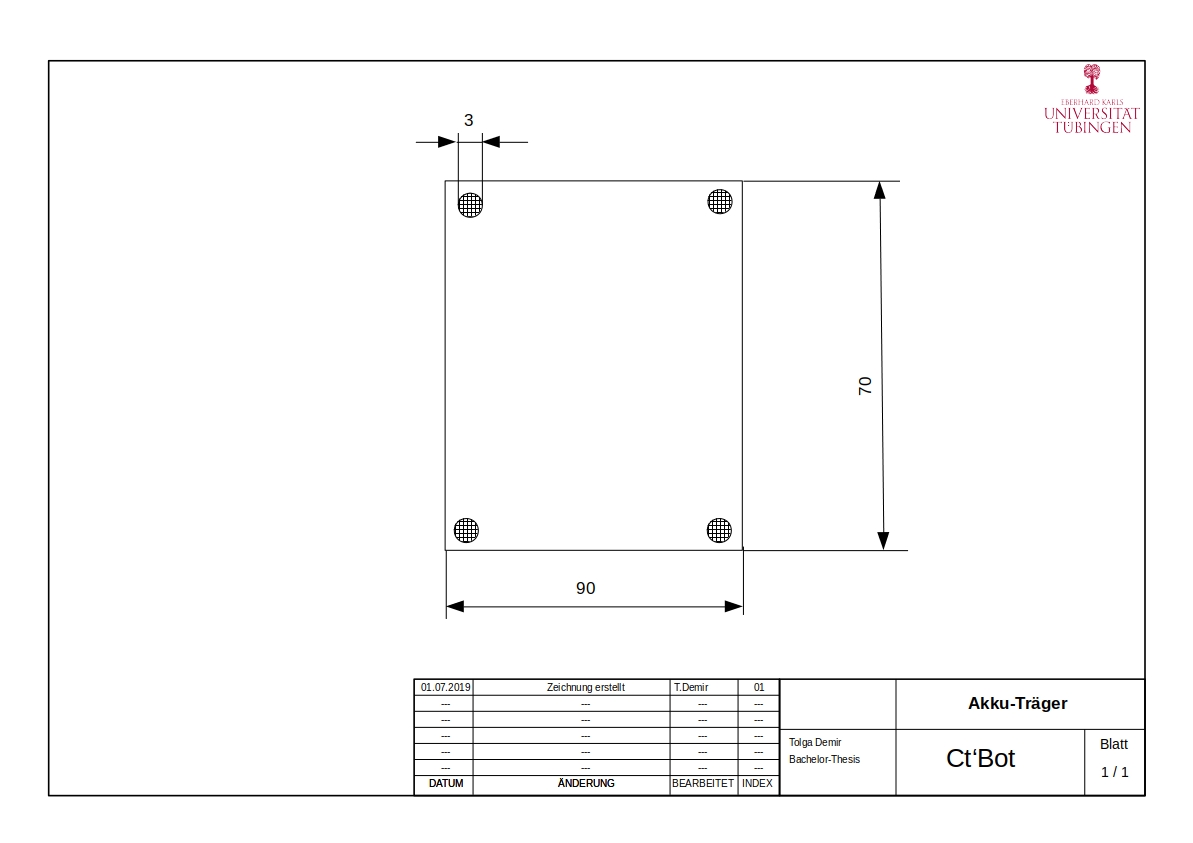 EBERHARD KARLS
UNIVERSITÄT
TÜBINGEN
3
70
90
01.07.2019 Zeichnung erstellt T.Demir 01
--- --- --- ---
--- --- --- ---
--- --- --- ---
--- --- --- ---
--- --- --- ---
DATUM ÄNDERUNG BEARBEITET INDEX
Akku-Träger
Tolga Demir
Bachelor-Thesis
Ct‘Bot
Blatt
1 / 1